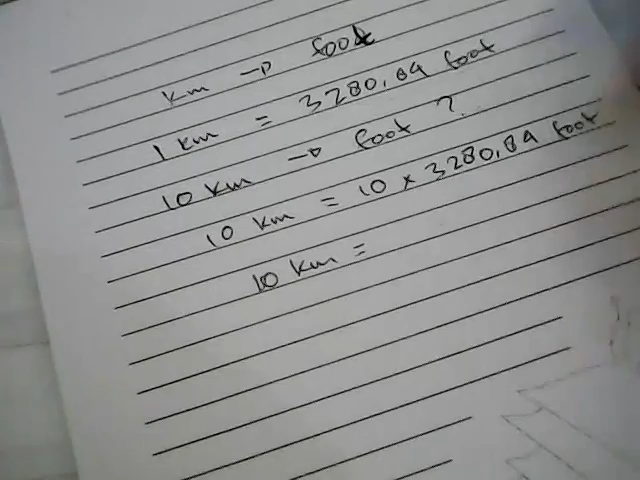 km → foot
1 km = 3280,84 foot
10 km → foot ?
10 km = 10 × 3280,84 foot
10 km =